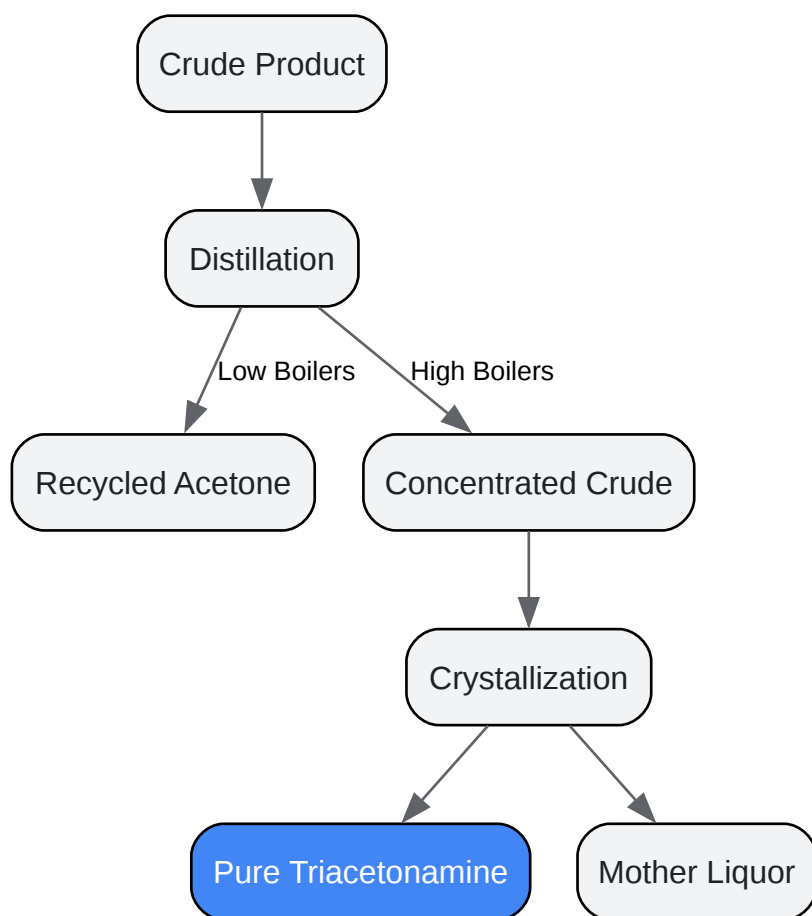 Crude Product
Distillation
Low Boilers
High Boilers
Recycled Acetone
Concentrated Crude
Crystallization
Pure Triacetonamine
Mother Liquor